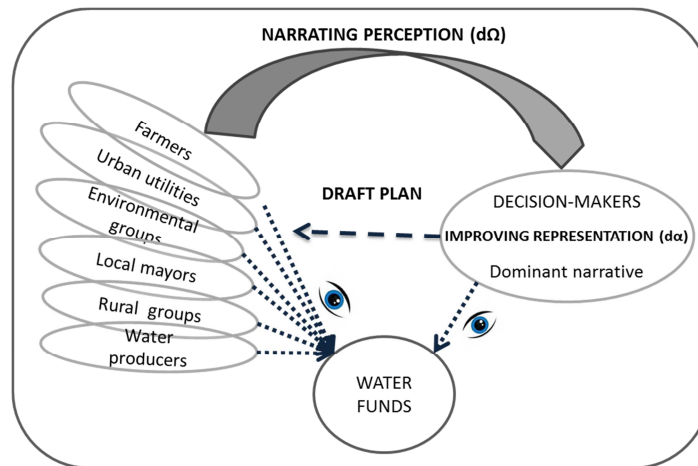 NARRATING PERCEPTION (dΩ)
Farmers
Urban utilities
Environmental
groups
Local mayors
Rural groups
Water
producers
DRAFT PLAN
DECISION-MAKERS
IMPROVING REPRESENTATION (dα)
Dominant narrative
WATER
FUNDS